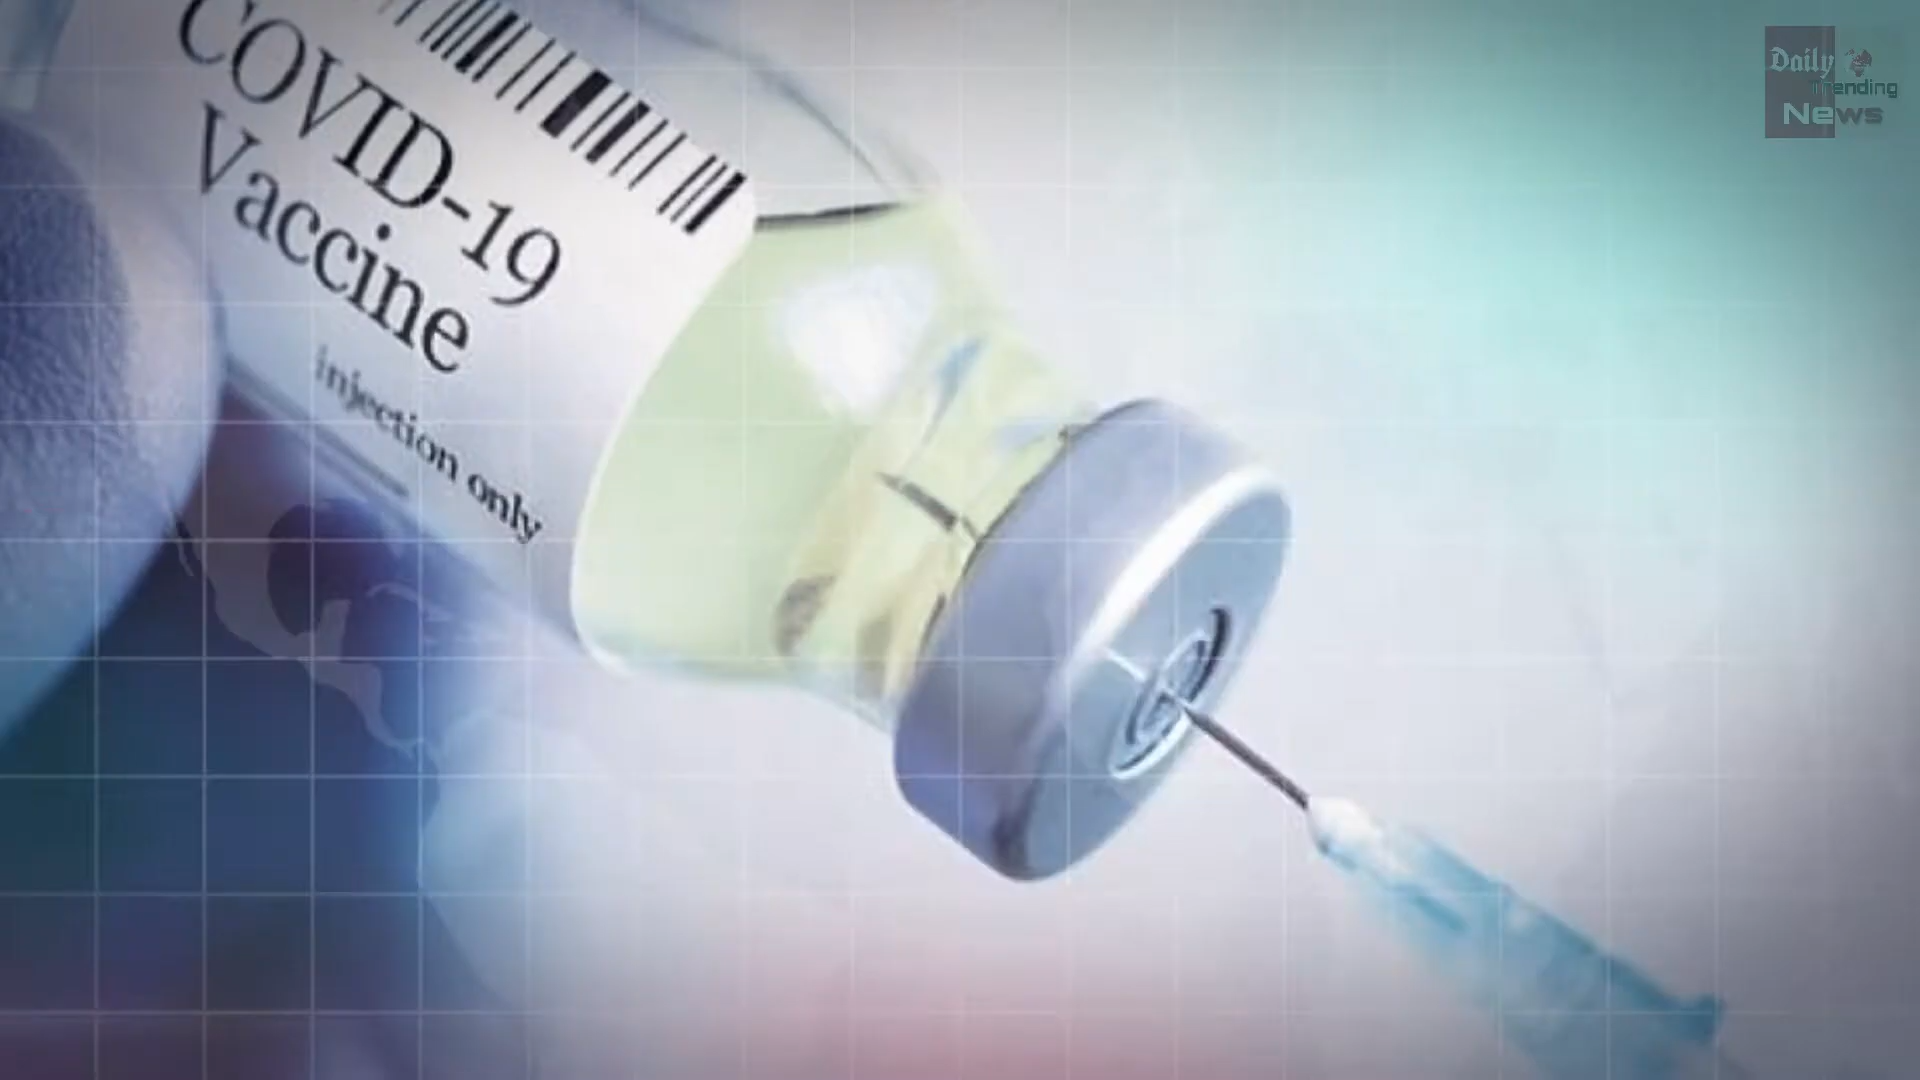 COVID-19
Vaccine
injection only
Daily
Trending
News